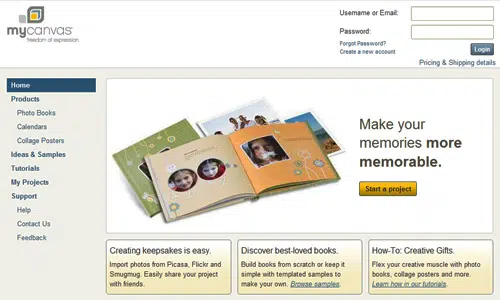 mycanvas
freedom of expression.
Username or Email:
Password:
Forgot Password?
Create a new account
Login
Pricing & Shipping details
Home
Products
Photo Books
Calendars
Collage Posters
Ideas & Samples
Tutorials
My Projects
Support
Help
Contact Us
Feedback
Make your
memories more
memorable.
Start a project
Creating keepsakes is easy.
Import photos from Picasa, Flickr and
Smugmug. Easily share your project
with friends.
Discover best-loved books.
Build books from scratch or keep it
simple with templated samples to
make your own. Browse samples.
How-To: Creative Gifts.
Flex your creative muscle with photo
books, collage posters and more.
Learn how in our tutorials.